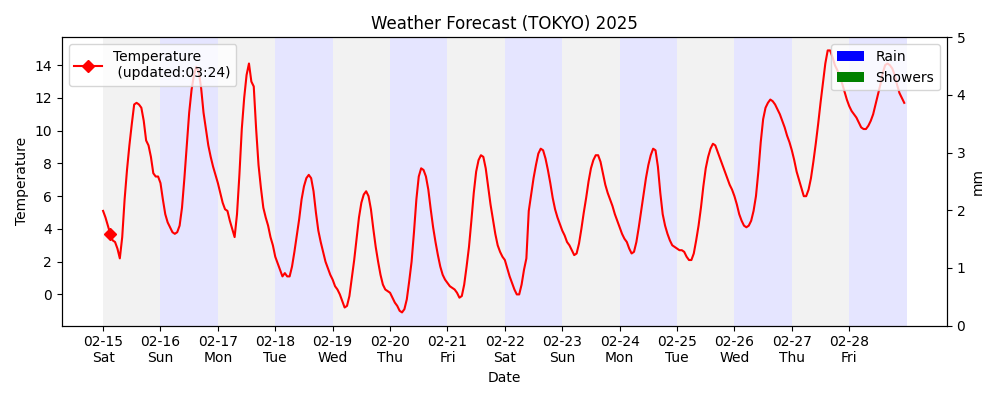 Weather Forecast (TOKYO) 2025
Temperature
(updated:03:24)
Rain
Showers
Temperature
14
12
10
8
6
4
2
0
5
4
3
2
1
0
mm
02-15 02-16 02-17 02-18 02-19 02-20 02-21 02-22 02-23 02-24 02-25 02-26 02-27 02-28
Sat Sun Mon Tue Wed Thu Fri Sat Sun Mon Tue Wed Thu Fri
Date